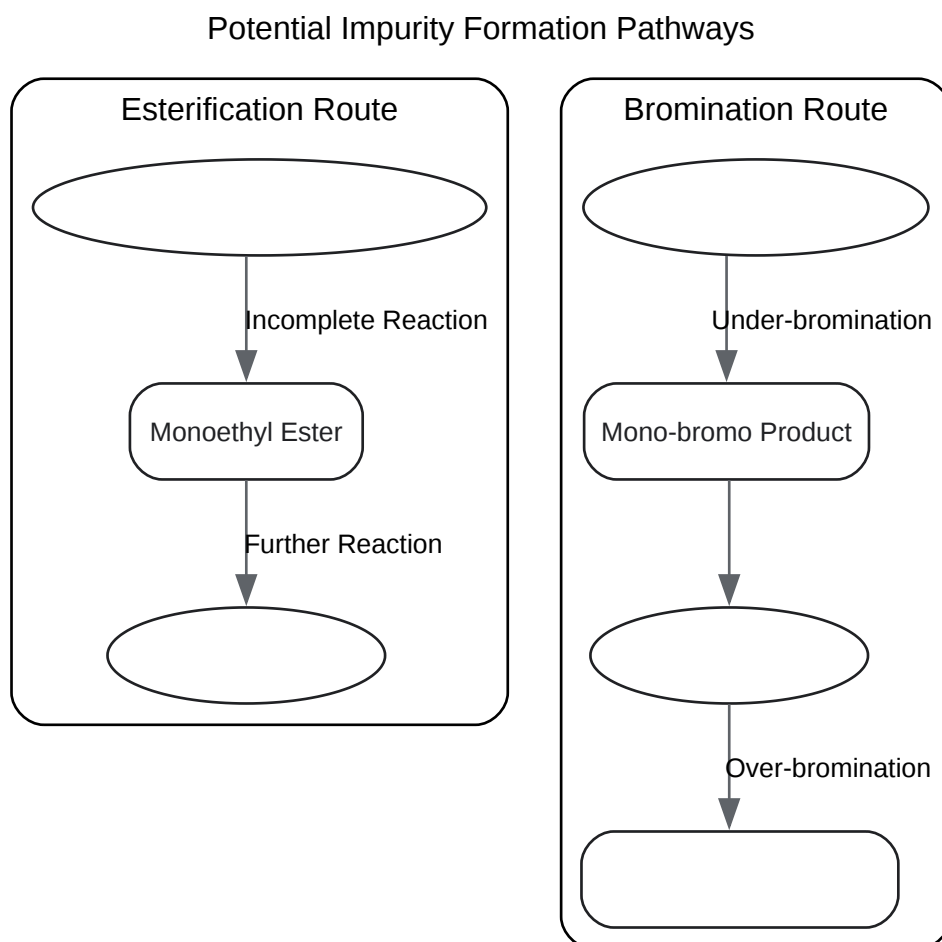 Potential Impurity Formation Pathways
Esterification Route
Incomplete Reaction
Monoethyl Ester
Further Reaction
Bromination Route
Under-bromination
Mono-bromo Product
Over-bromination